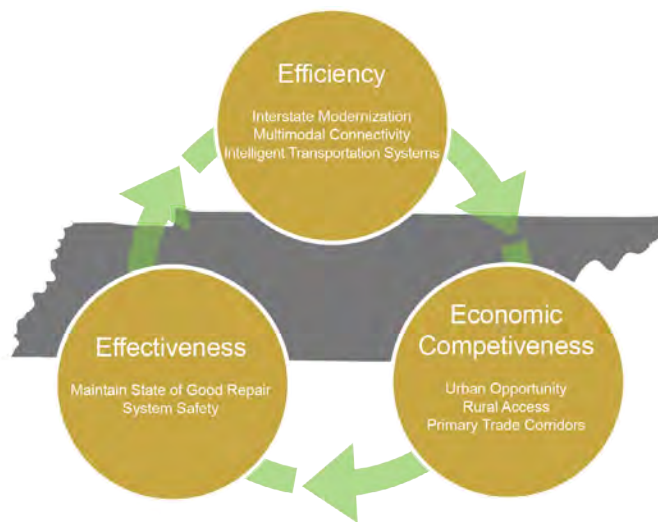 Efficiency
Interstate Modernization
Multimodal Connectivity
Intelligent Transportation Systems
Effectiveness
Maintain State of Good Repair
System Safety
Economic
Competiveness
Urban Opportunity
Rural Access
Primary Trade Corridors